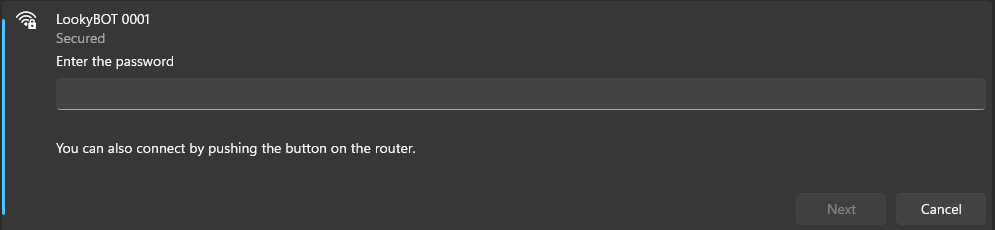 LookyBOT 0001
Secured
Enter the password
You can also connect by pushing the button on the router.
Next Cancel